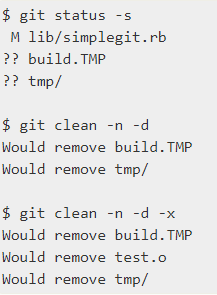 $ git status -s
 M lib/simplegit.rb
?? build.TMP
?? tmp/

$ git clean -n -d
Would remove build.TMP
Would remove tmp/

$ git clean -n -d -x
Would remove build.TMP
Would remove test.o
Would remove tmp/